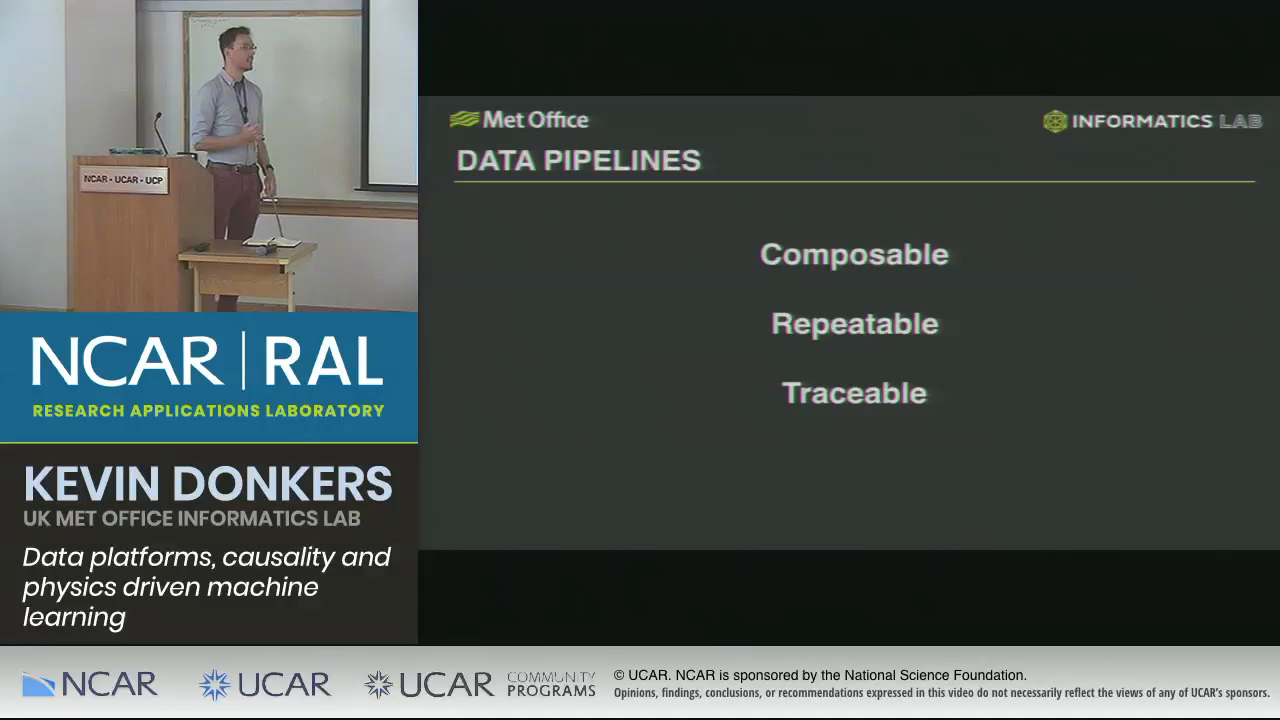 NCAR - UCAR - UCP
Met Office
INFORMATICS LAB
DATA PIPELINES
Composable
Repeatable
Traceable
NCAR | RAL
RESEARCH APPLICATIONS LABORATORY
KEVIN DONKERS
UK MET OFFICE INFORMATICS LAB
Data platforms, causality and
physics driven machine
learning
NCAR
UCAR
UCAR
COMMUNITY
PROGRAMS
© UCAR. NCAR is sponsored by the National Science Foundation.
Opinions, findings, conclusions, or recommendations expressed in this video do not necessarily reflect the views of any of UCAR's sponsors.